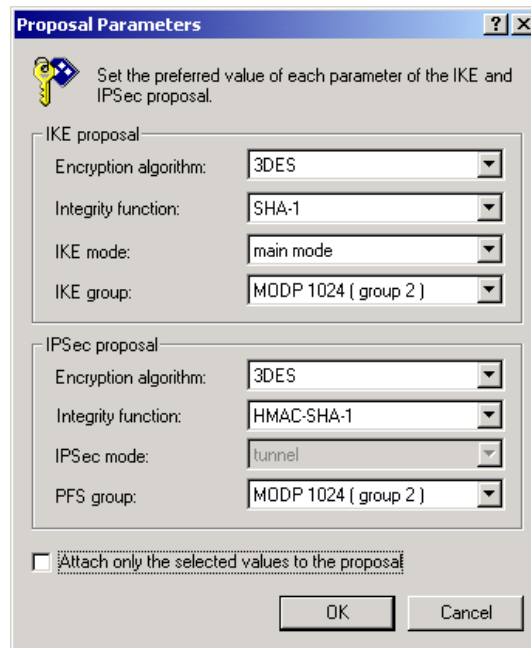 Proposal Parameters
Set the preferred value of each parameter of the IKE and
IPSec proposal.
IKE proposal
Encryption algorithm: 3DES
Integrity function: SHA-1
IKE mode: main mode
IKE group: MODP 1024 ( group 2 )
IPSec proposal
Encryption algorithm: 3DES
Integrity function: HMAC-SHA-1
IPSec mode: tunnel
PFS group: MODP 1024 ( group 2 )
Attach only the selected values to the proposal
OK Cancel